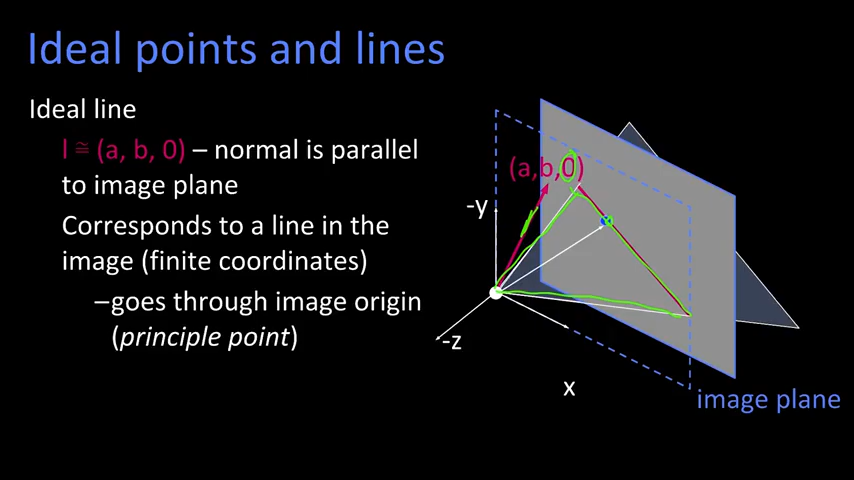 Ideal points and lines
Ideal line
l ≅ (a, b, 0) – normal is parallel
to image plane
Corresponds to a line in the
image (finite coordinates)
–goes through image origin
(principle point)
(a,b,0)
-y
-z
x
image plane